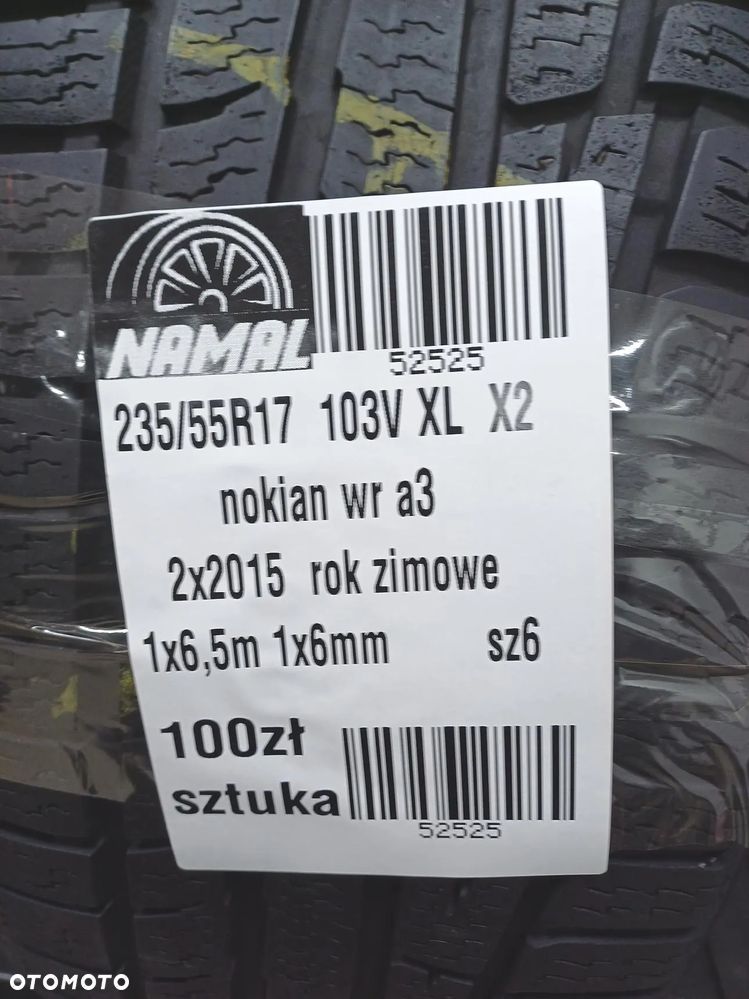 NAMAL
52525
235/55R17 103V XL X2
nokian wr a3
2x2015 rok zimowe
1x6,5m 1x6mm sz6
100zł
sztuka
52525
OTOMOTO